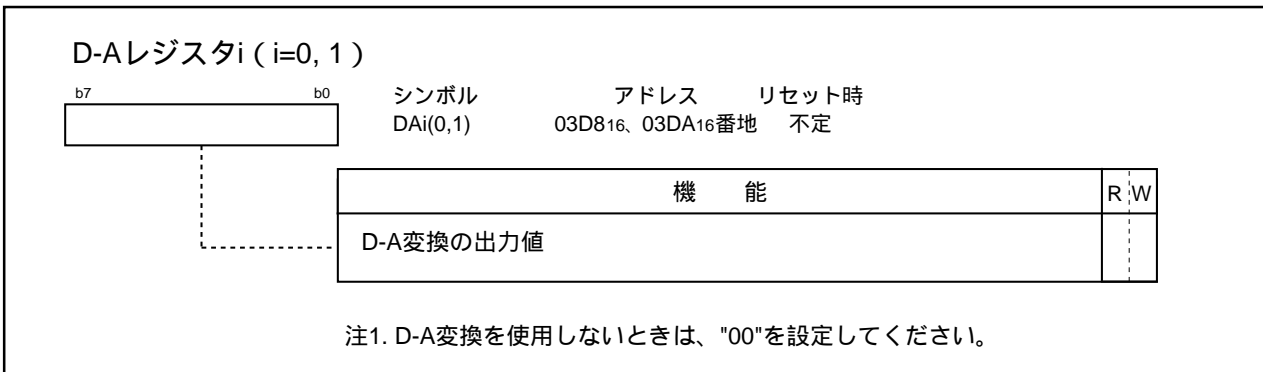 D-Aレジスタi（i=0, 1）
b7 b0
シンボル アドレス リセット時
DAi(0,1) 03D816、03DA16番地 不定
機 能 R W
D-A変換の出力値
注1. D-A変換を使用しないときは、"00"を設定してください。